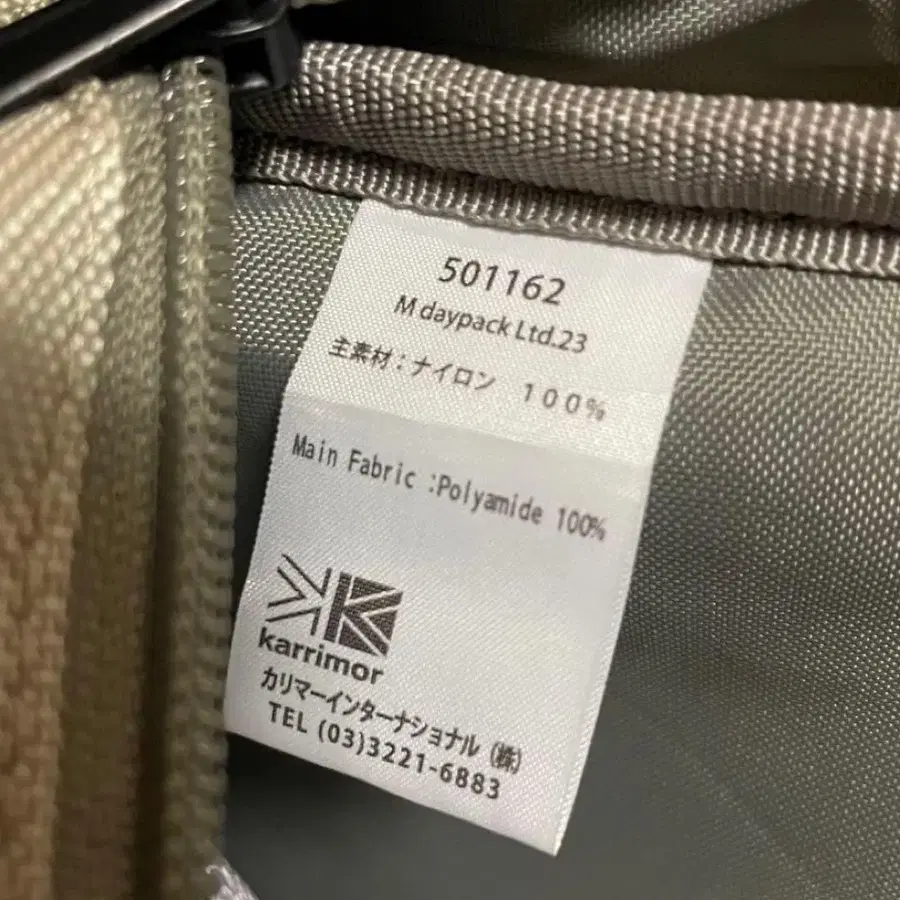 501162
M daypack Ltd.23
主素材：ナイロン　１００％
Main Fabric :Polyamide 100%
karrimor
カリマーインターナショナル（株）
TEL (03)3221-6883